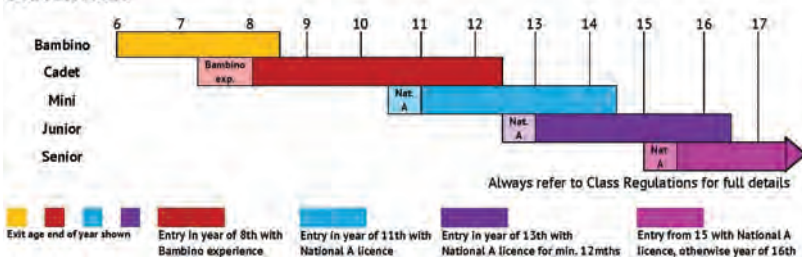 6 7 8 9 10 11 12 13 14 15 16 17
Bambino
Cadet
Bambino
exp.
Mini
Nat.
A
Junior
Nat.
A
Senior
Nat
A
Always refer to Class Regulations for full details
Exit age end of year shown
Entry in year of 8th with
Bambino experience
Entry in year of 11th with
National A licence
Entry in year of 13th with
National A licence for min. 12mths
Entry from 15 with National A
licence, otherwise year of 16th